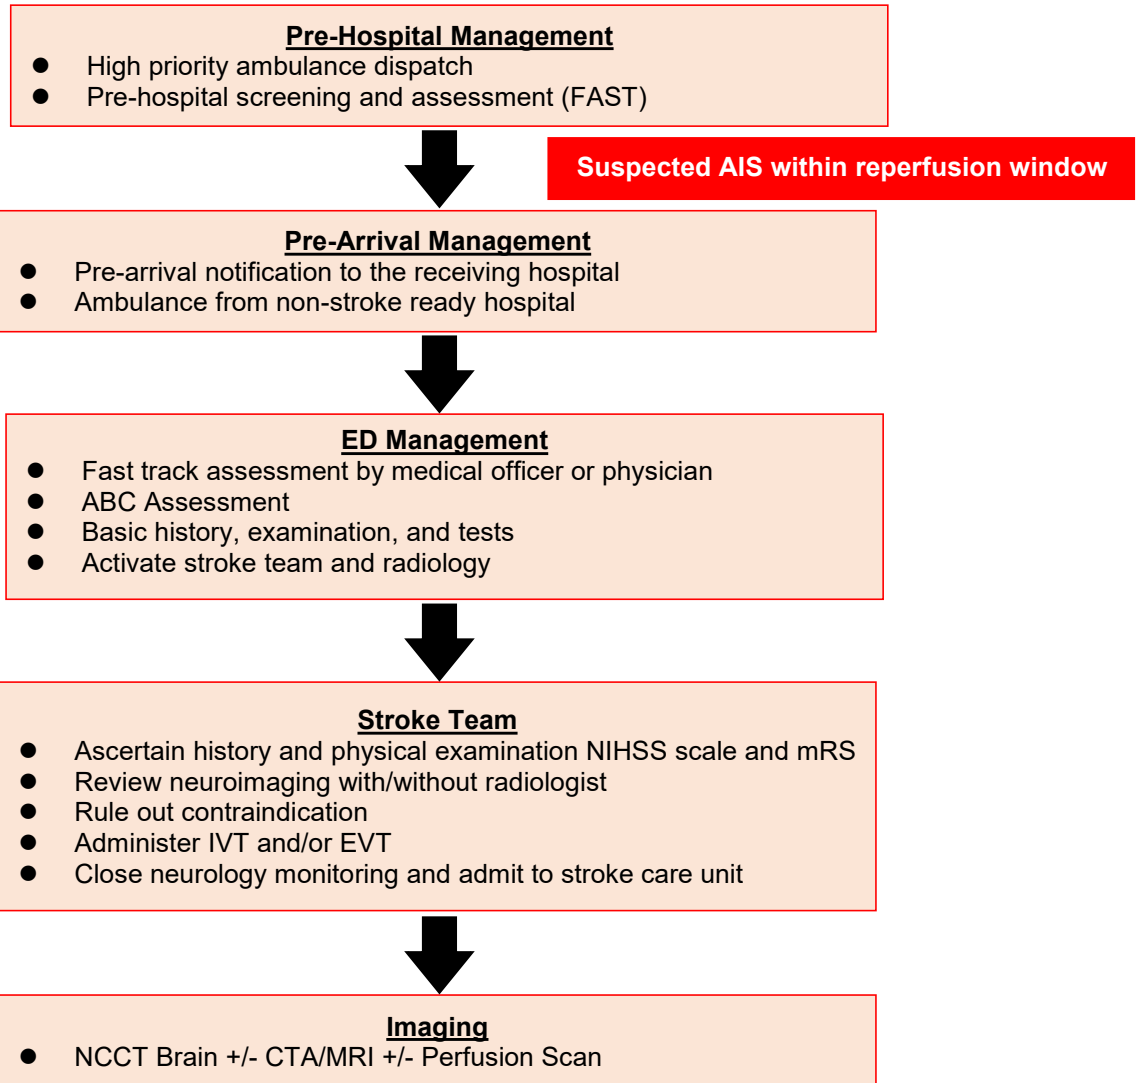 Pre-Hospital Management
● High priority ambulance dispatch
● Pre-hospital screening and assessment (FAST)
Suspected AIS within reperfusion window
Pre-Arrival Management
● Pre-arrival notification to the receiving hospital
● Ambulance from non-stroke ready hospital
ED Management
● Fast track assessment by medical officer or physician
● ABC Assessment
● Basic history, examination, and tests
● Activate stroke team and radiology
Stroke Team
● Ascertain history and physical examination NIHSS scale and mRS
● Review neuroimaging with/without radiologist
● Rule out contraindication
● Administer IVT and/or EVT
● Close neurology monitoring and admit to stroke care unit
Imaging
● NCCT Brain +/- CTA/MRI +/- Perfusion Scan